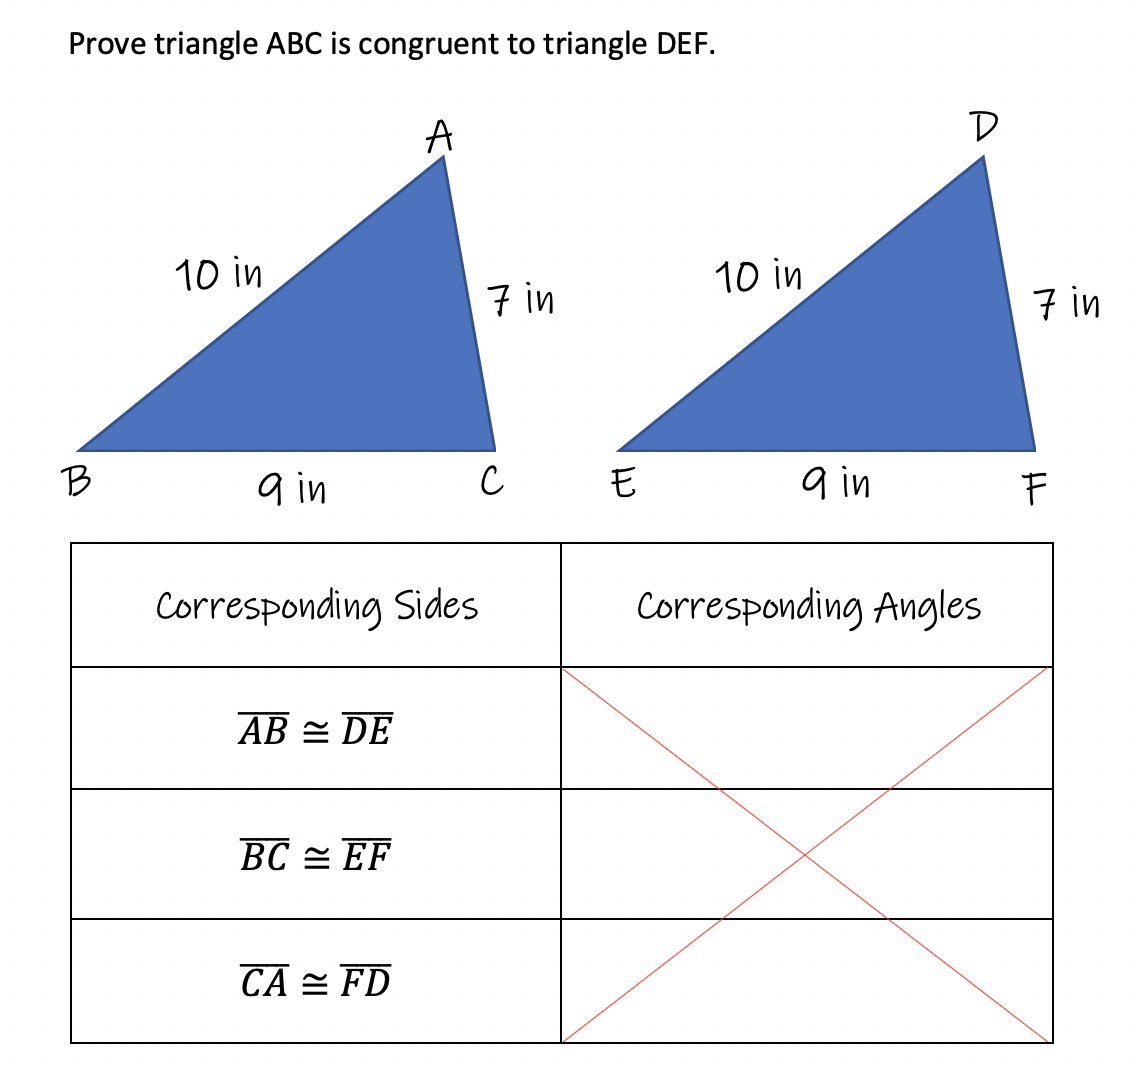 Prove triangle ABC is congruent to triangle DEF.
A
D
10 in
7 in
10 in
7 in
B
9 in
C
E
9 in
F
Corresponding Sides
Corresponding Angles
AB ≅ DE
BC ≅ EF
CA ≅ FD